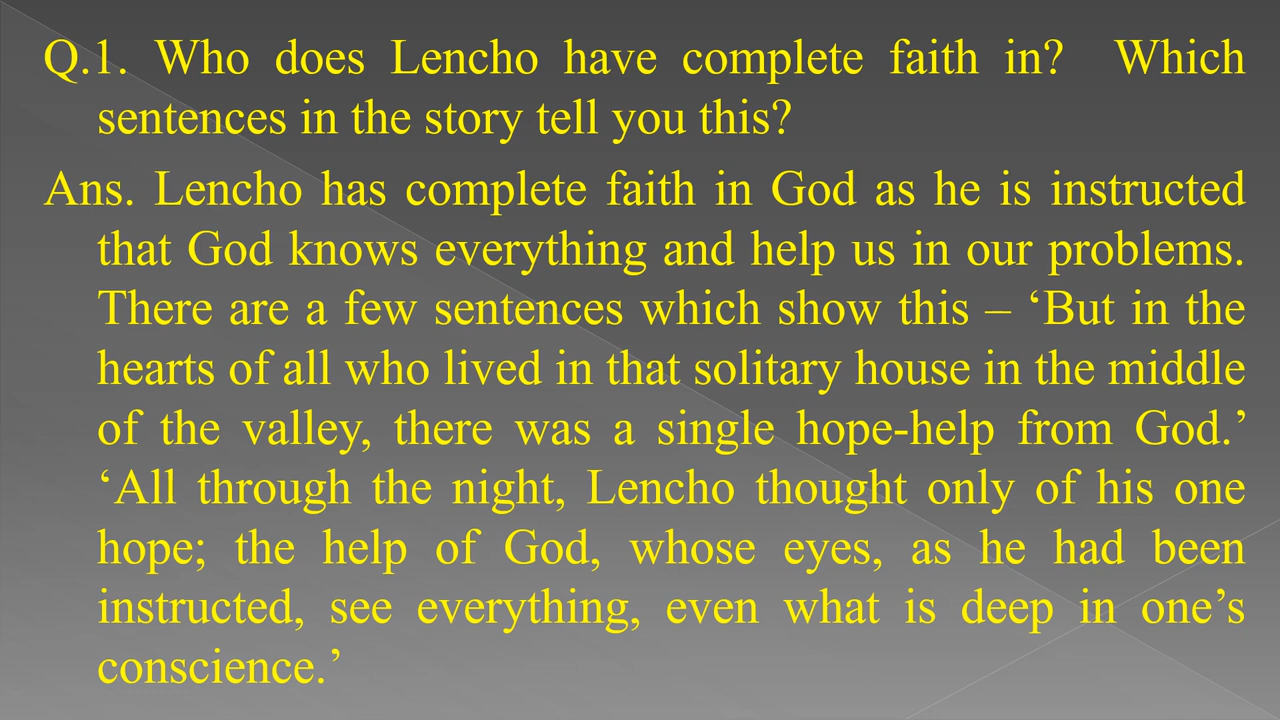 Q.1. Who does Lencho have complete faith in? Which
sentences in the story tell you this?
Ans. Lencho has complete faith in God as he is instructed
that God knows everything and help us in our problems.
There are a few sentences which show this – ‘But in the
hearts of all who lived in that solitary house in the middle
of the valley, there was a single hope-help from God.’
‘All through the night, Lencho thought only of his one
hope; the help of God, whose eyes, as he had been
instructed, see everything, even what is deep in one’s
conscience.’